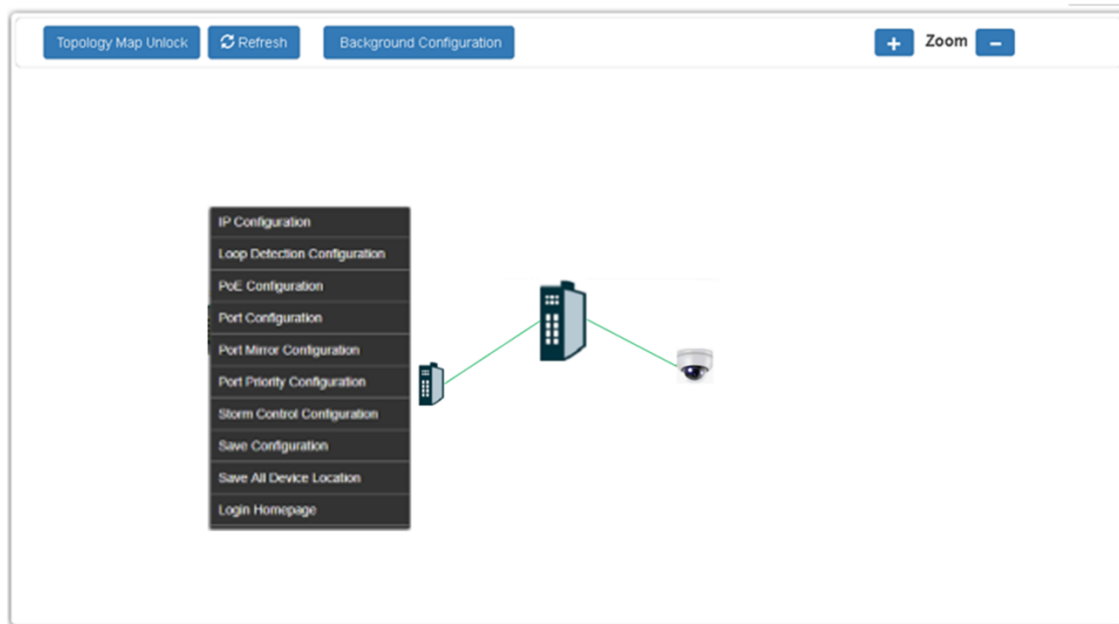 Topology Map Unlock Refresh Background Configuration + Zoom −
IP Configuration
Loop Detection Configuration
PoE Configuration
Port Configuration
Port Mirror Configuration
Port Priority Configuration
Storm Control Configuration
Save Configuration
Save All Device Location
Login Homepage